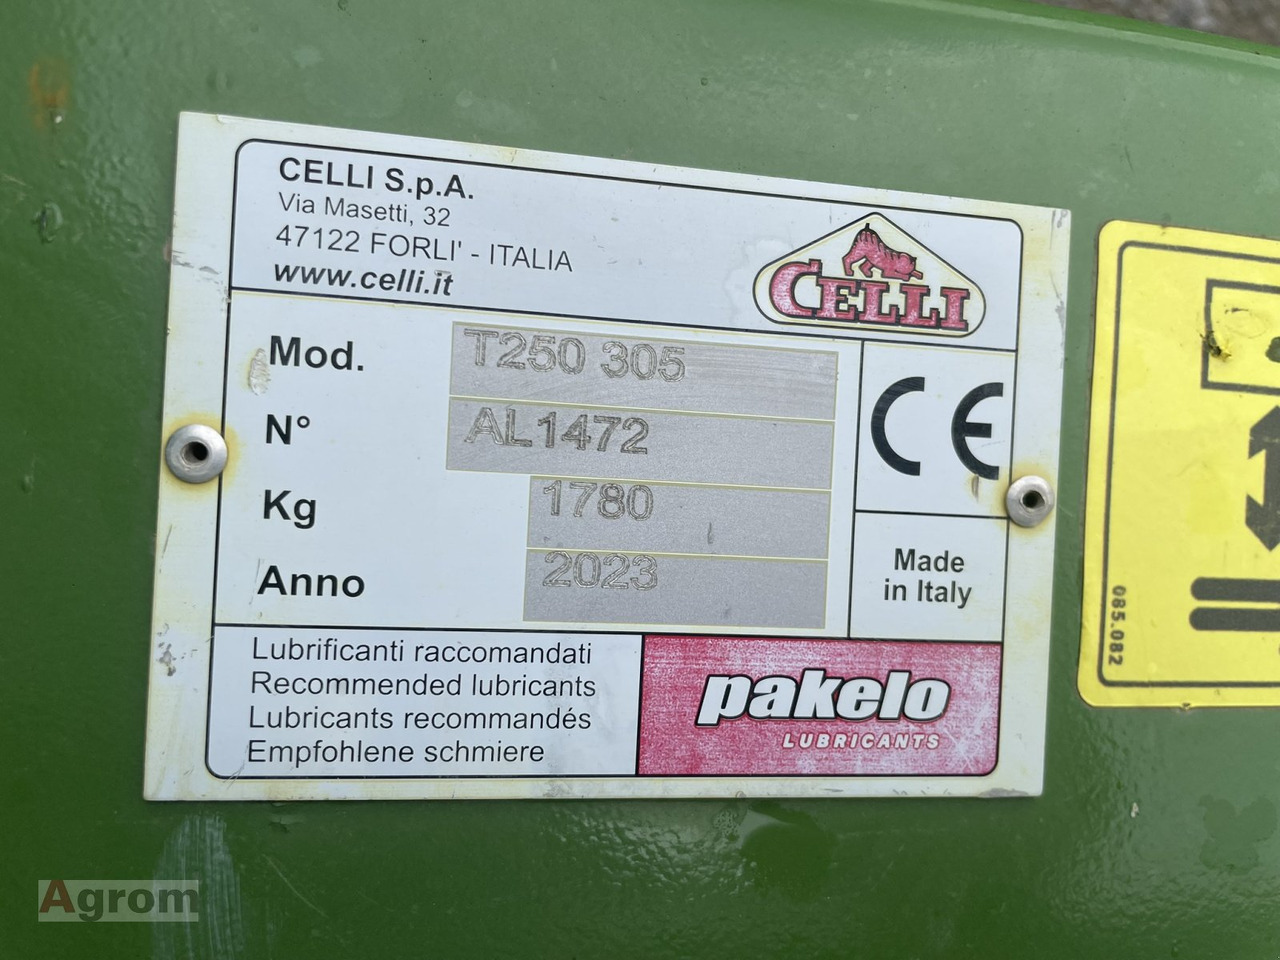 CELLI S.p.A.
Via Masetti, 32
47122 FORLI' - ITALIA
www.celli.it
CELLI
Mod. T250 305
N° AL1472
Kg 1780
Anno 2023
CE
Made
in Italy
Lubrificanti raccomandati
Recommended lubricants
Lubricants recommandés
Empfohlene schmiere
pakelo
LUBRICANTS
085.082
Agrom